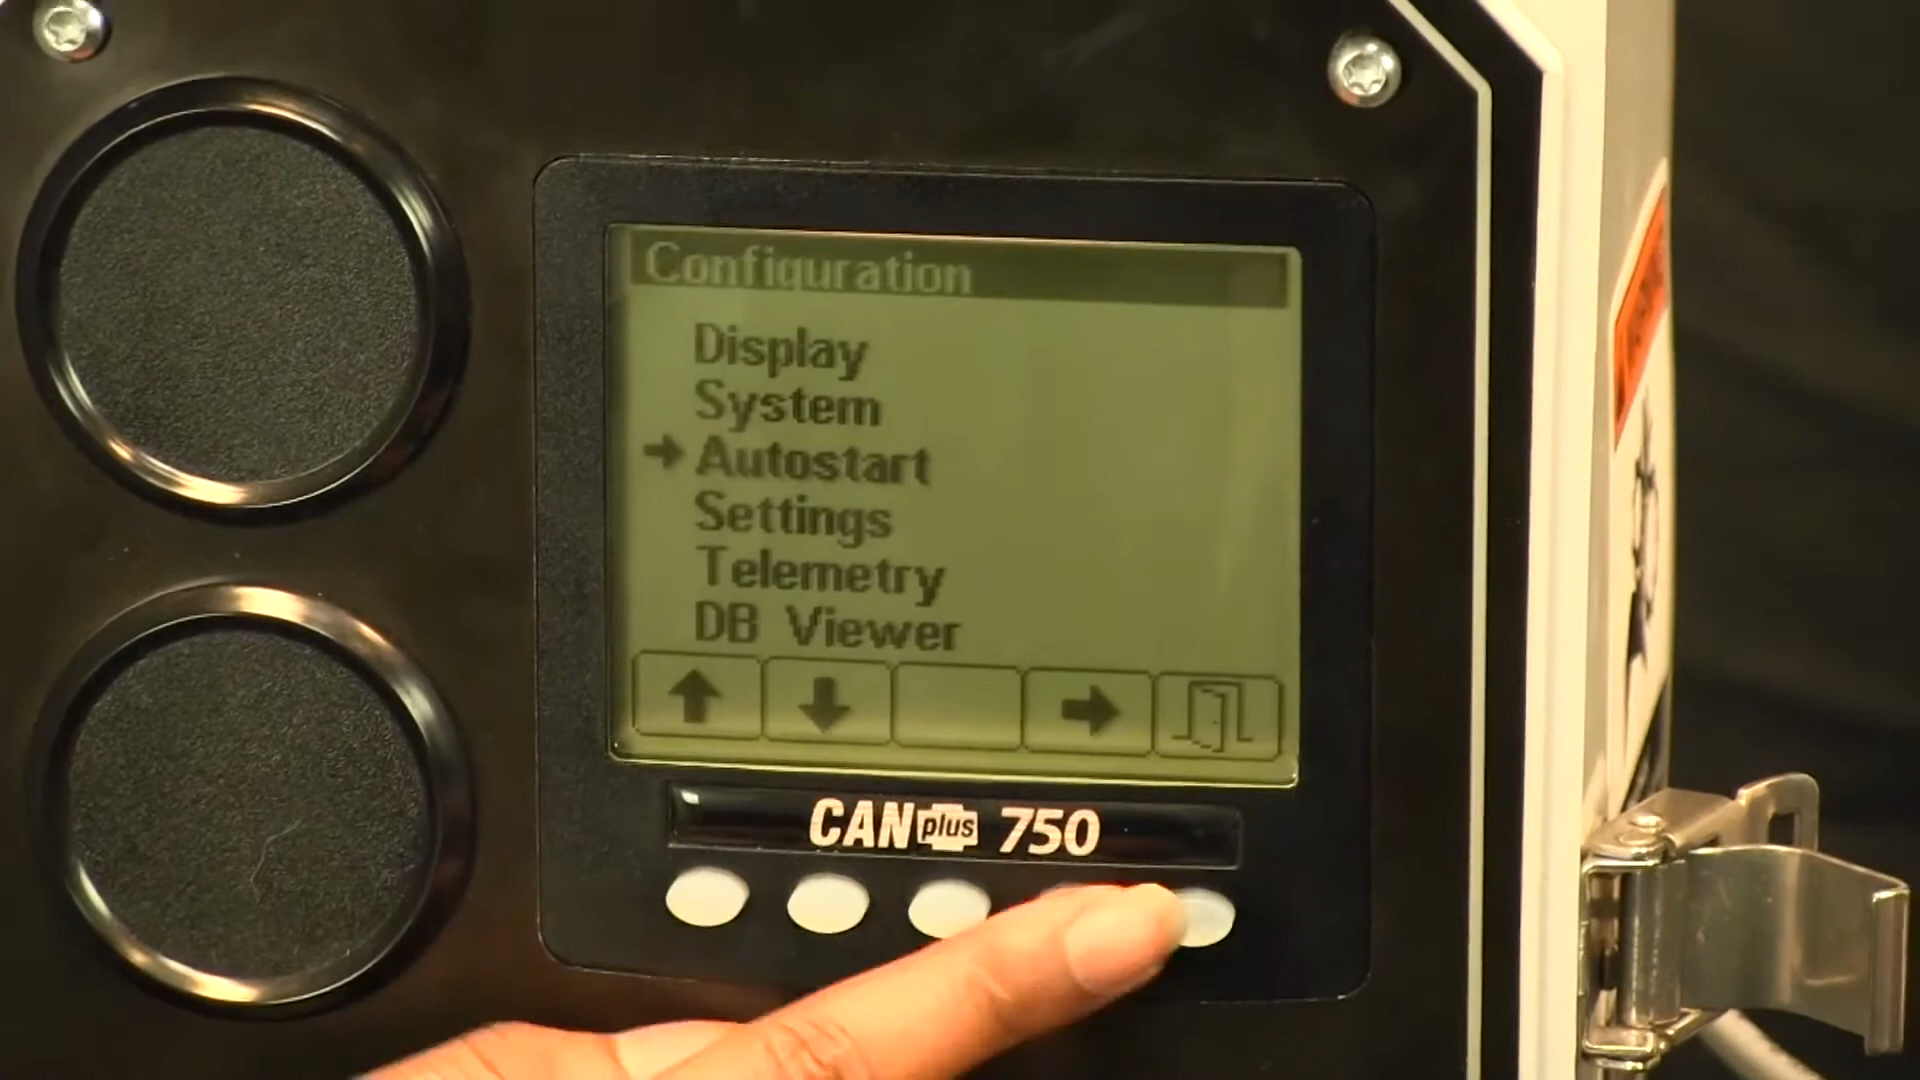 Configuration
Display
System
Autostart
Settings
Telemetry
DB Viewer
CAN plus 750